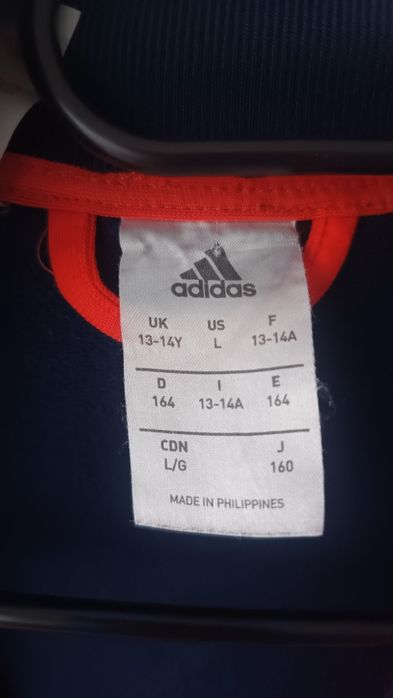 adidas
UK US F
13-14Y L 13-14A
D I E
164 13-14A 164
CDN J
L/G 160
MADE IN PHILIPPINES